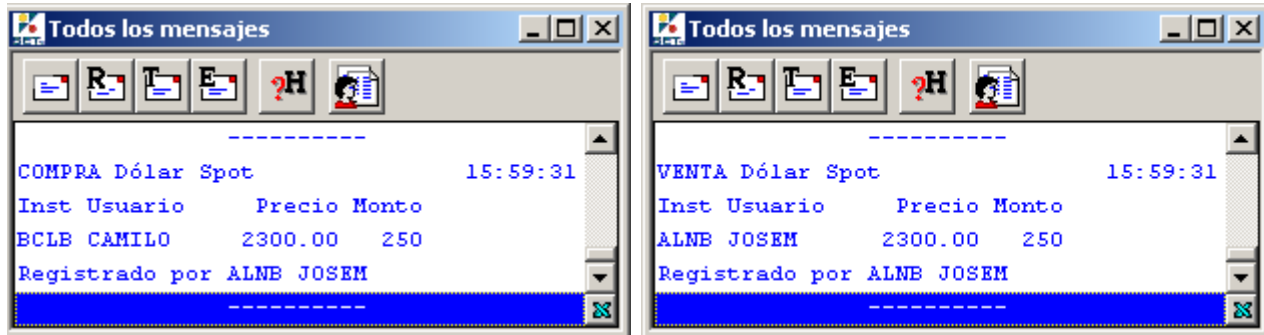 Todos los mensajes
R T E ?H
----------
COMPRA Dólar Spot 15:59:31
Inst Usuario Precio Monto
BCLB CAMILO 2300.00 250
Registrado por ALNB JOSEM
----------
Todos los mensajes
R T E ?H
----------
VENTA Dólar Spot 15:59:31
Inst Usuario Precio Monto
ALNB JOSEM 2300.00 250
Registrado por ALNB JOSEM
----------